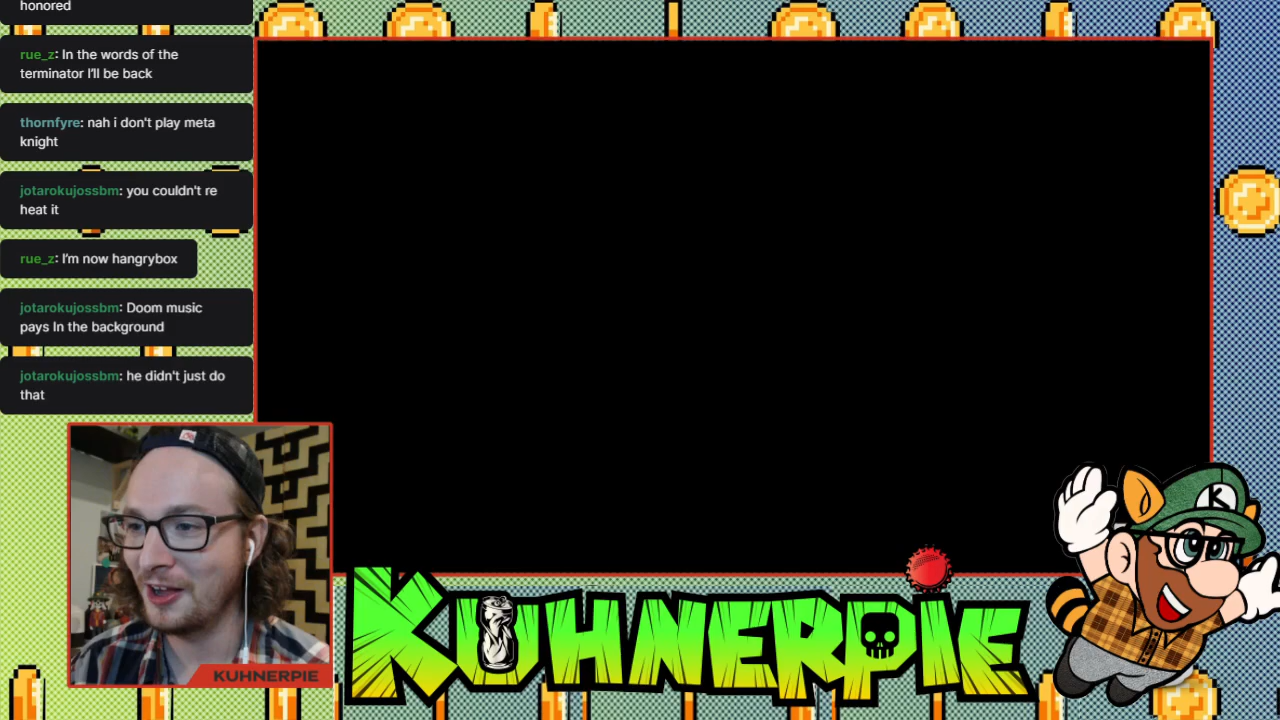 honored
rue_z: In the words of the
terminator I'll be back
thornfyre: nah i don't play meta
knight
jotarokujossbm: you couldn't re
heat it
rue_z: I'm now hangrybox
jotarokujossbm: Doom music
pays In the background
jotarokujossbm: he didn't just do
that
KUHNERPIE
KUHNERPIE
K